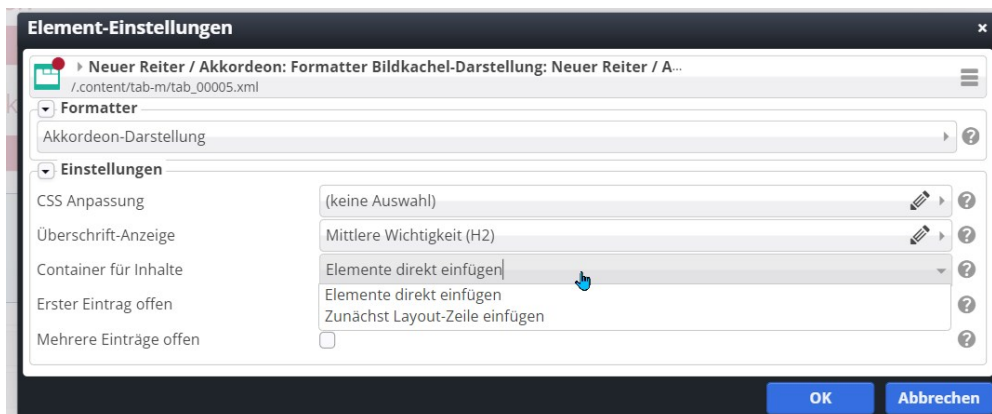 Element-Einstellungen
Neuer Reiter / Akkordeon: Formatter Bildkachel-Darstellung: Neuer Reiter / A...
/.content/tab-m/tab_00005.xml
Formatter
Akkordeon-Darstellung
Einstellungen
CSS Anpassung (keine Auswahl)
Überschrift-Anzeige Mittlere Wichtigkeit (H2)
Container für Inhalte Elemente direkt einfügen
Elemente direkt einfügen
Erster Eintrag offen
Zunächst Layout-Zeile einfügen
Mehrere Einträge offen
OK Abbrechen